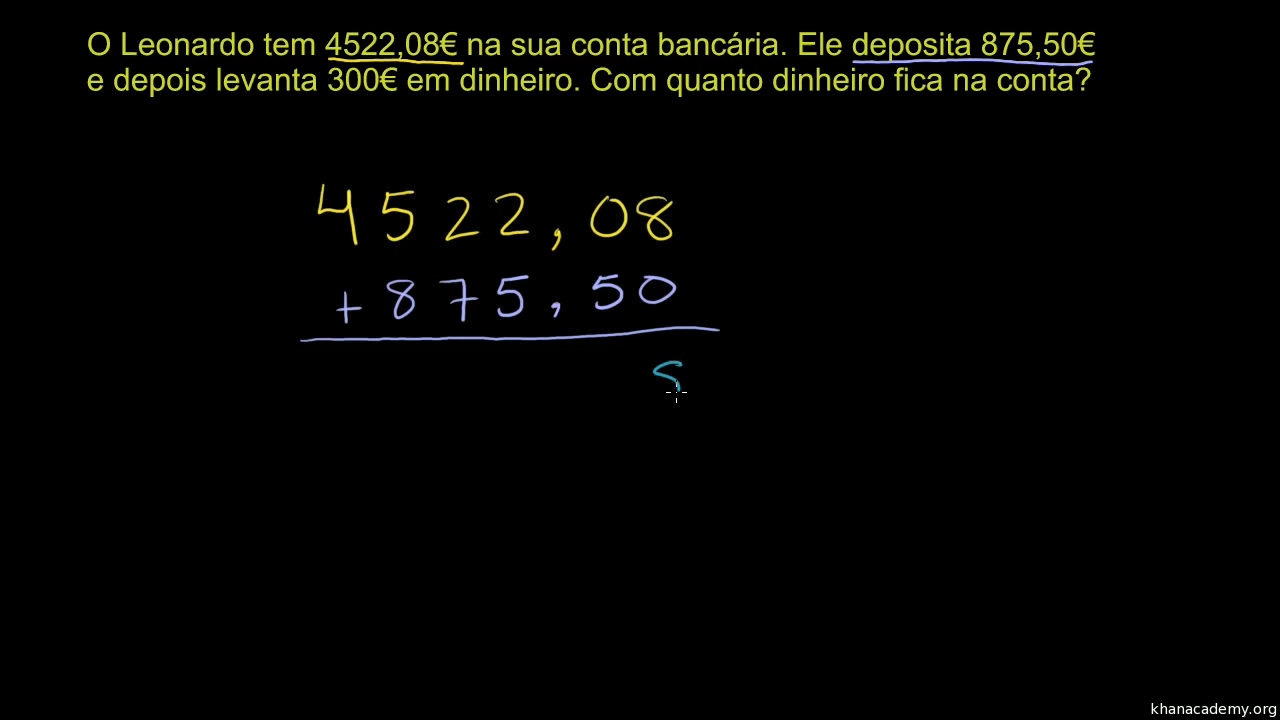 O Leonardo tem 4522,08€ na sua conta bancária. Ele deposita 875,50€
e depois levanta 300€ em dinheiro. Com quanto dinheiro fica na conta?
4522,08
+875,50
khanacademy.org